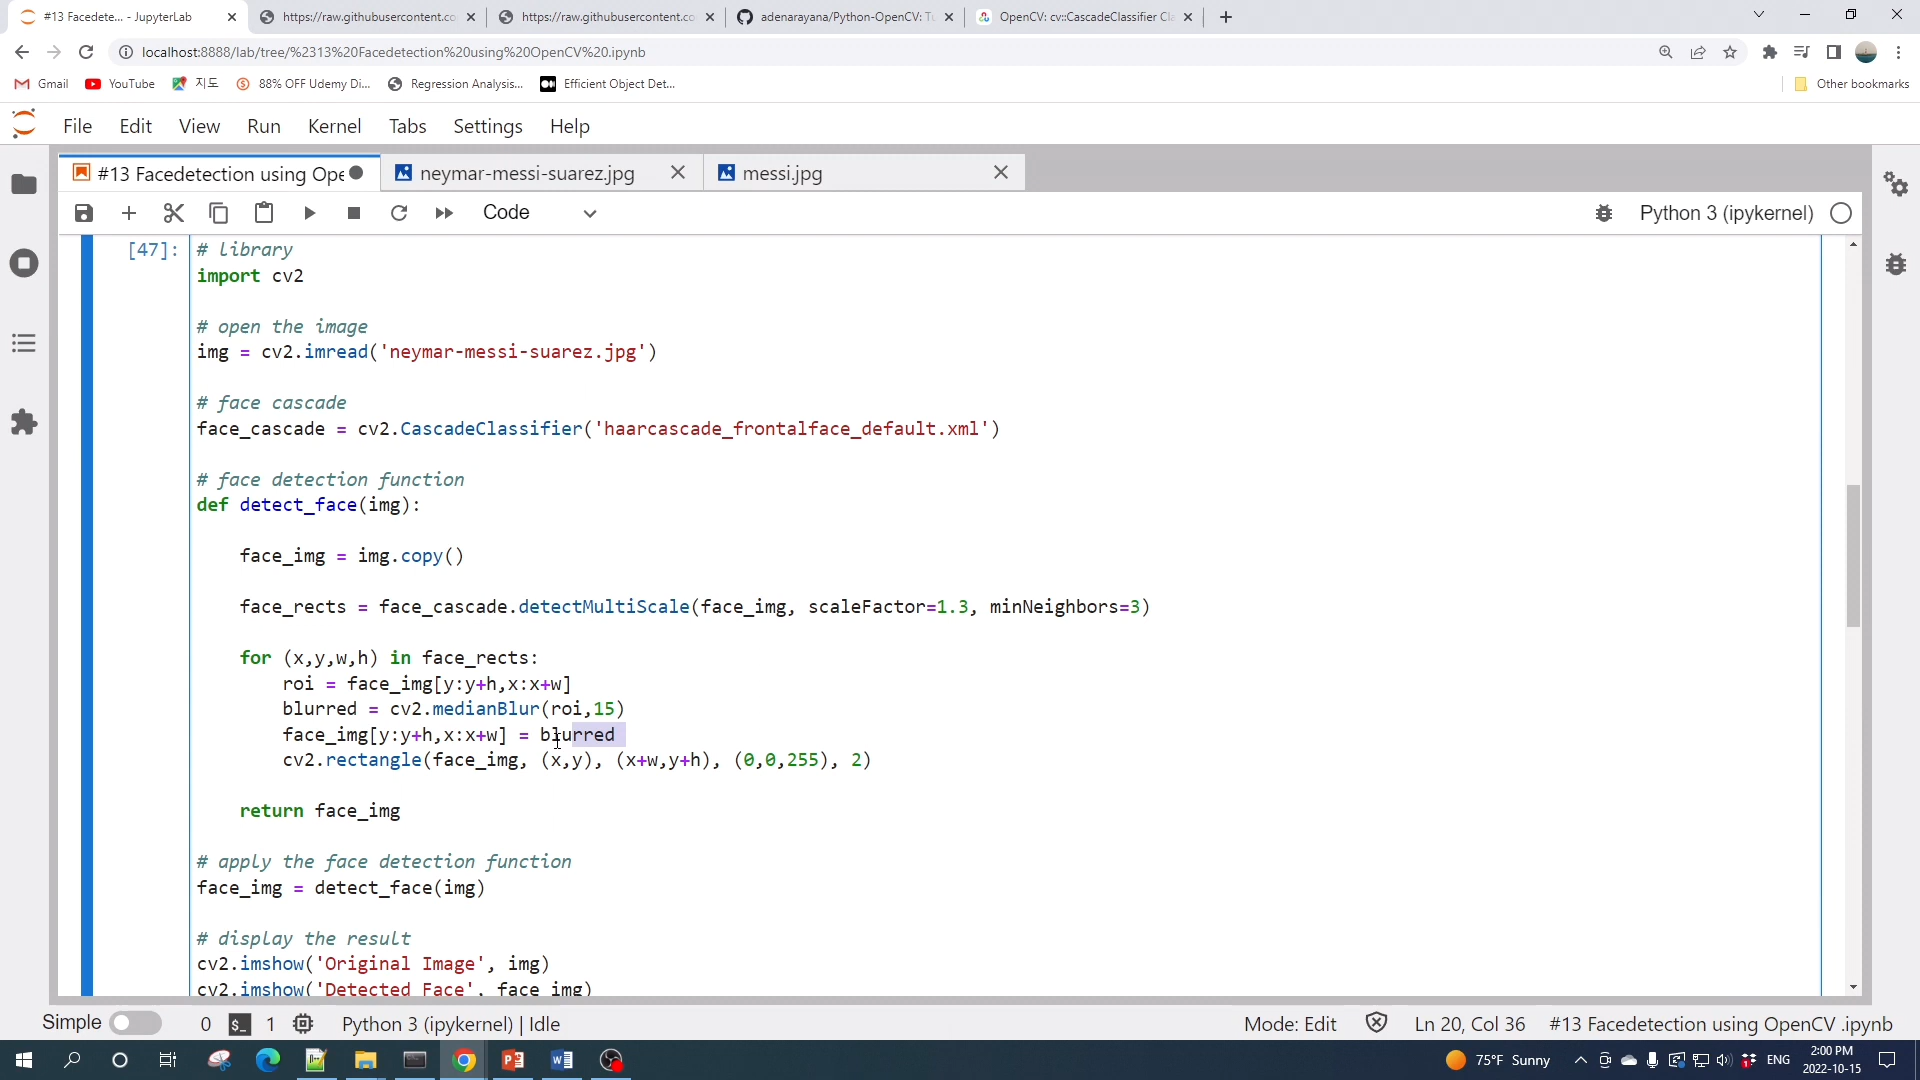 #13 Facedete... - JupyterLab
https://raw.githubusercontent.co
https://raw.githubusercontent.co
adenarayana/Python-OpenCV: Tu
OpenCV: cv::CascadeClassifier Cla
localhost:8888/lab/tree/%2313%20Facedetection%20using%20OpenCV%20.ipynb
Gmail
YouTube
지도
88% OFF Udemy Di...
Regression Analysis...
Efficient Object Det...
Other bookmarks
File Edit View Run Kernel Tabs Settings Help
#13 Facedetection using Ope
neymar-messi-suarez.jpg
messi.jpg
Code
Python 3 (ipykernel)
[47]:
# library
import cv2
# open the image
img = cv2.imread('neymar-messi-suarez.jpg')
# face cascade
face_cascade = cv2.CascadeClassifier('haarcascade_frontalface_default.xml')
# face detection function
def detect_face(img):
face_img = img.copy()
face_rects = face_cascade.detectMultiScale(face_img, scaleFactor=1.3, minNeighbors=3)
for (x,y,w,h) in face_rects:
roi = face_img[y:y+h,x:x+w]
blurred = cv2.medianBlur(roi,15)
face_img[y:y+h,x:x+w] = blurred
cv2.rectangle(face_img, (x,y), (x+w,y+h), (0,0,255), 2)
return face_img
# apply the face detection function
face_img = detect_face(img)
# display the result
cv2.imshow('Original Image', img)
cv2.imshow('Detected Face', face_img)
Simple
0
1
Python 3 (ipykernel) | Idle
Mode: Edit
Ln 20, Col 36
#13 Facedetection using OpenCV .ipynb
75°F Sunny
ENG
2:00 PM
2022-10-15